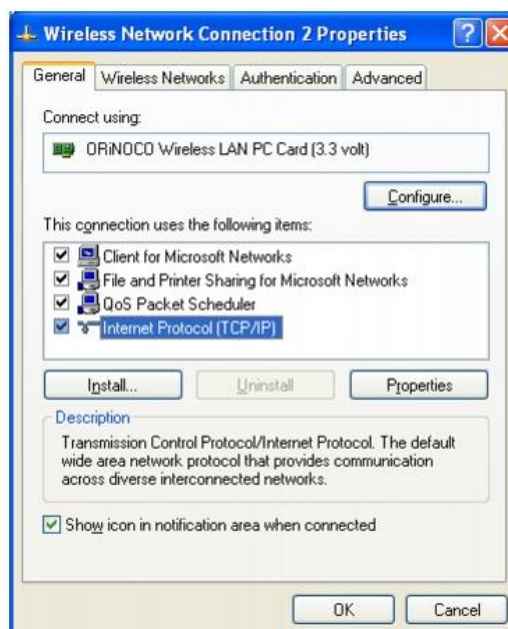 Wireless Network Connection 2 Properties
General
Wireless Networks
Authentication
Advanced
Connect using:
ORiNOCO Wireless LAN PC Card (3.3 volt)
Configure...
This connection uses the following items:
Client for Microsoft Networks
File and Printer Sharing for Microsoft Networks
QoS Packet Scheduler
Internet Protocol (TCP/IP)
Install...
Uninstall
Properties
Description
Transmission Control Protocol/Internet Protocol. The default
wide area network protocol that provides communication
across diverse interconnected networks.
Show icon in notification area when connected
OK
Cancel